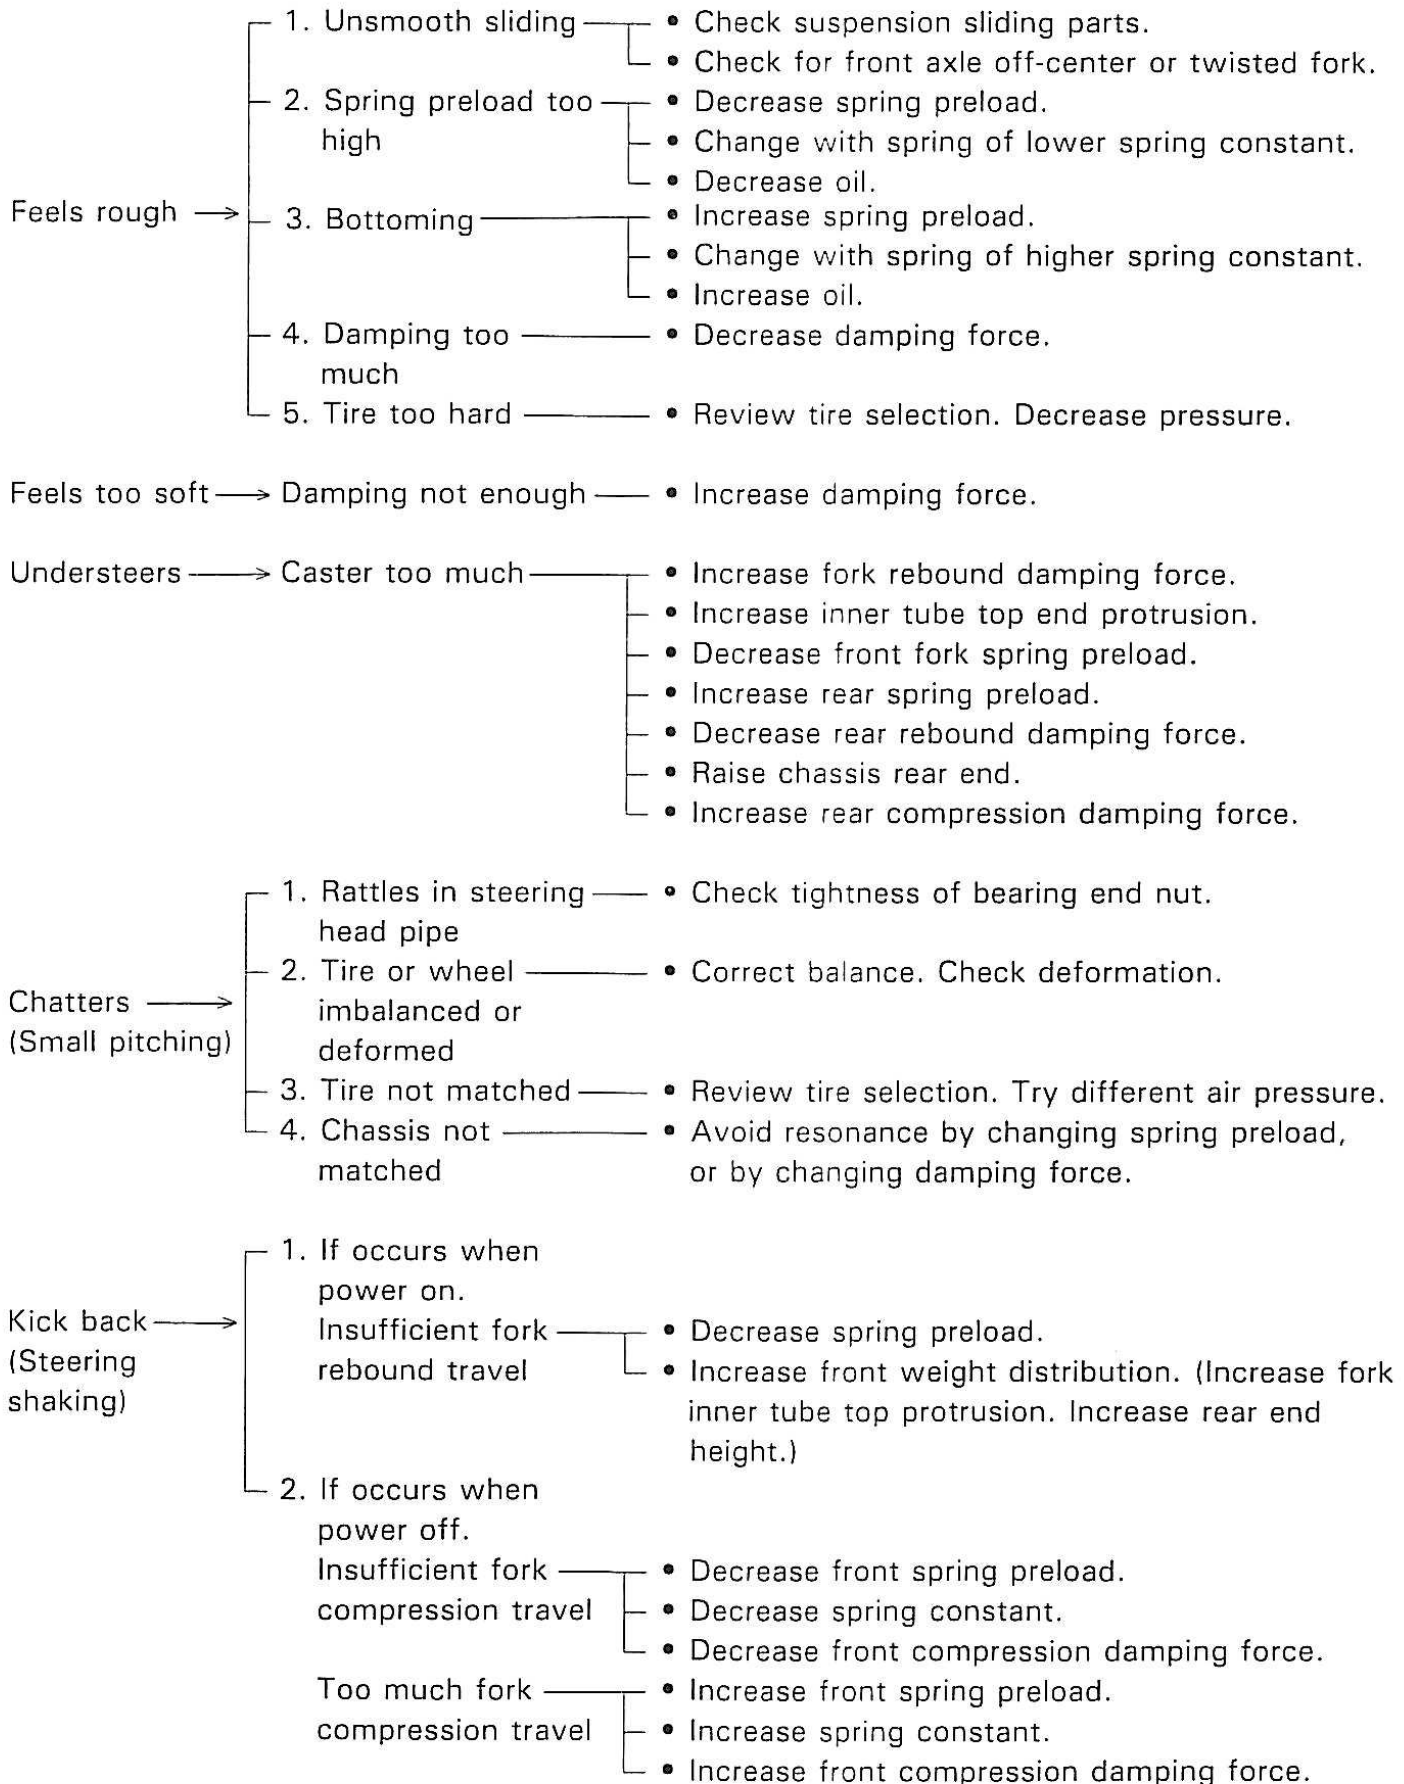 1. Unsmooth sliding • Check suspension sliding parts.
• Check for front axle off-center or twisted fork.
2. Spring preload too • Decrease spring preload.
high • Change with spring of lower spring constant.
• Decrease oil.
Feels rough 3. Bottoming • Increase spring preload.
• Change with spring of higher spring constant.
• Increase oil.
4. Damping too • Decrease damping force.
much
5. Tire too hard • Review tire selection. Decrease pressure.
Feels too soft Damping not enough • Increase damping force.
Understeers Caster too much • Increase fork rebound damping force.
• Increase inner tube top end protrusion.
• Decrease front fork spring preload.
• Increase rear spring preload.
• Decrease rear rebound damping force.
• Raise chassis rear end.
• Increase rear compression damping force.
1. Rattles in steering • Check tightness of bearing end nut.
head pipe
2. Tire or wheel • Correct balance. Check deformation.
Chatters imbalanced or
(Small pitching) deformed
3. Tire not matched • Review tire selection. Try different air pressure.
4. Chassis not • Avoid resonance by changing spring preload,
matched or by changing damping force.
1. If occurs when
power on.
Kick back Insufficient fork • Decrease spring preload.
(Steering rebound travel • Increase front weight distribution. (Increase fork
shaking) inner tube top protrusion. Increase rear end
height.)
2. If occurs when
power off.
Insufficient fork • Decrease front spring preload.
compression travel • Decrease spring constant.
• Decrease front compression damping force.
Too much fork • Increase front spring preload.
compression travel • Increase spring constant.
• Increase front compression damping force.